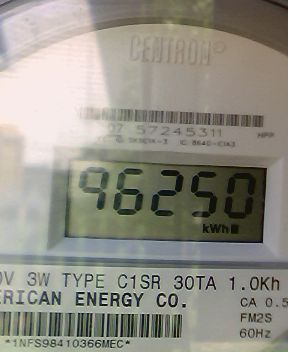 CENTRON®
57245311
96250
kWh
0V 3W TYPE C1SR 30TA 1.0Kh
ERICAN ENERGY CO.
CA 0.5
FM2S
60Hz
*1NFS98410366MEC*